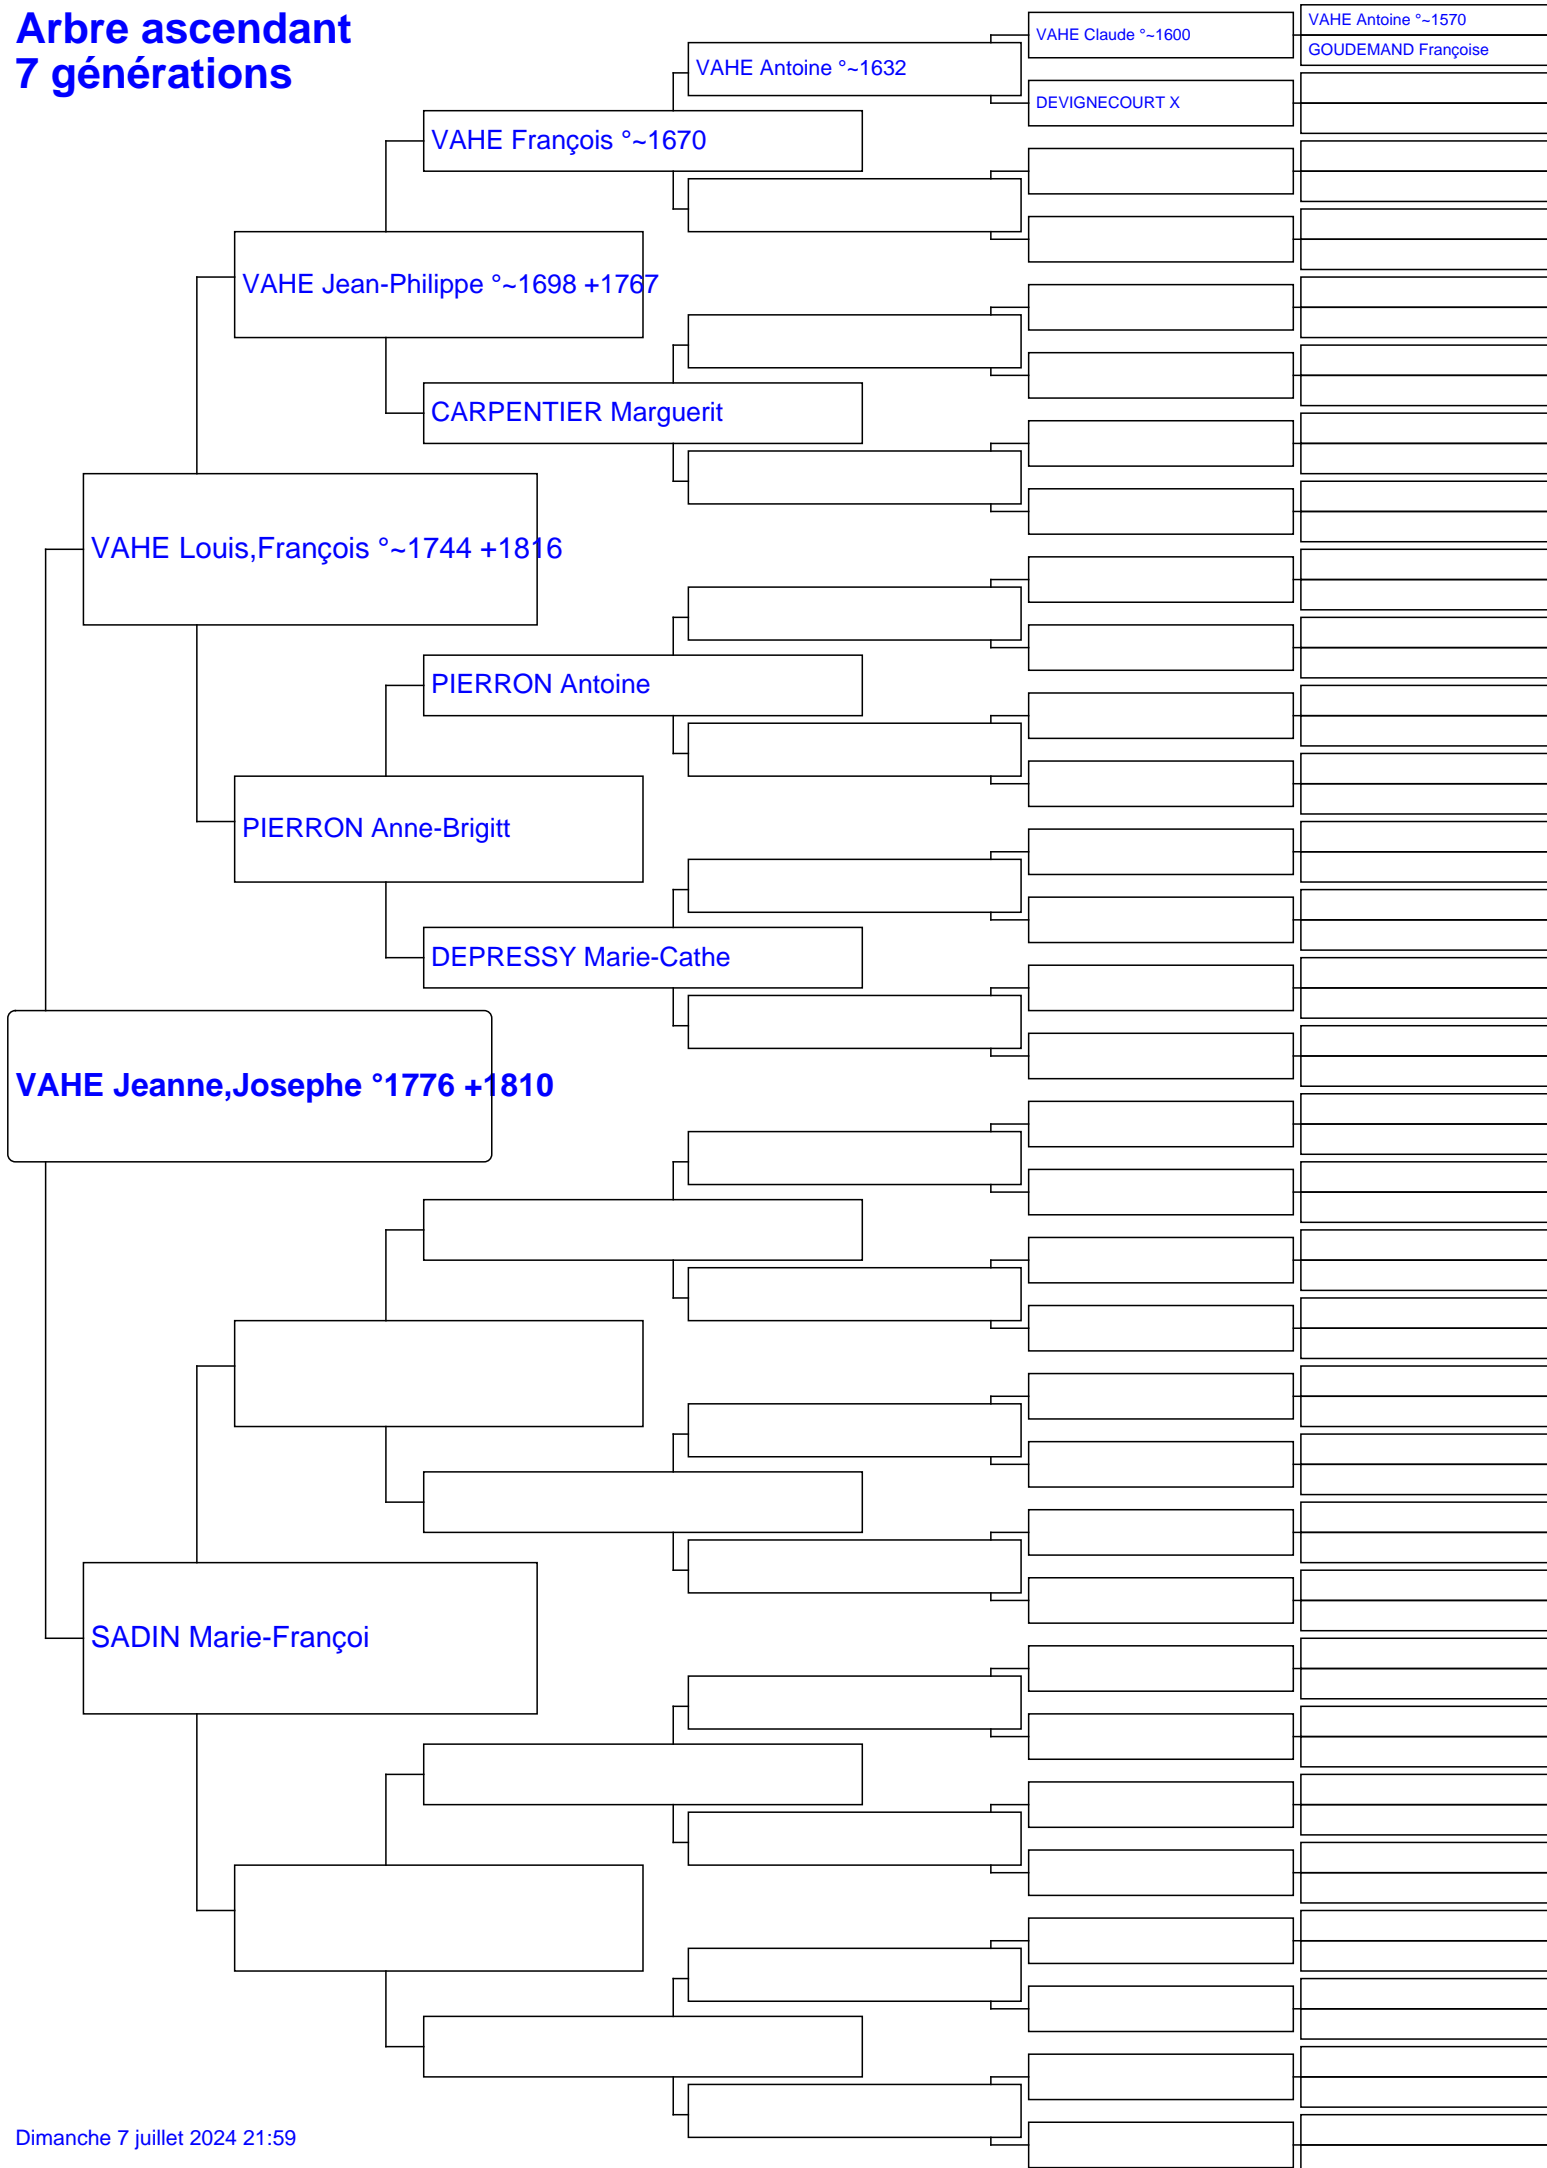 Arbre ascendant
7 générations
VAHE Claude °~1600
VAHE Antoine °~1570
GOUDEMAND Françoise
VAHE Antoine °~1632
DEVIGNECOURT X
VAHE François °~1670
VAHE Jean-Philippe °~1698 +1767
CARPENTIER Marguerit
VAHE Louis,François °~1744 +1816
PIERRON Antoine
PIERRON Anne-Brigitt
DEPRESSY Marie-Cathe
VAHE Jeanne,Josephe °1776 +1810
SADIN Marie-Françoi
Dimanche 7 juillet 2024 21:59